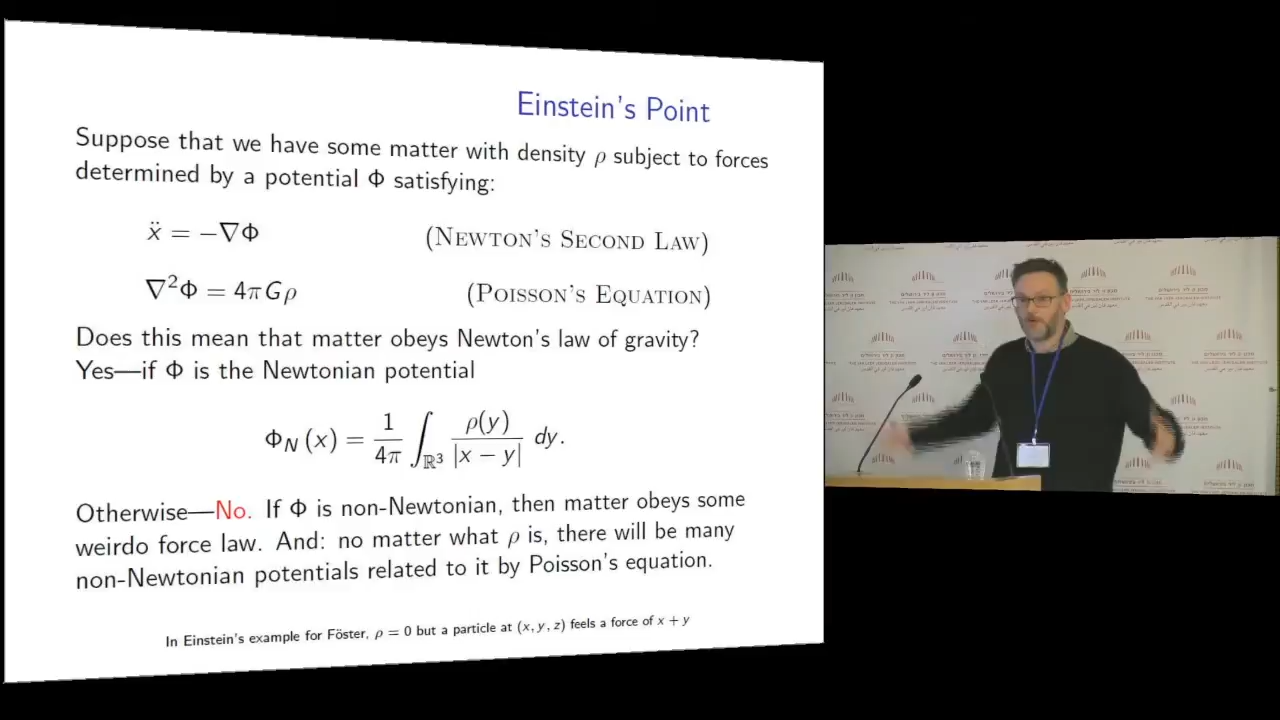 Einstein's Point
Suppose that we have some matter with density ρ subject to forces
determined by a potential Φ satisfying:
ẍ = −∇Φ (Newton's Second Law)
∇²Φ = 4πGρ (Poisson's Equation)
Does this mean that matter obeys Newton's law of gravity?
Yes—if Φ is the Newtonian potential
Φ_N (x) = 1/4π ∫_ℝ³ ρ(y)/|x − y| dy.
Otherwise—No. If Φ is non-Newtonian, then matter obeys some
weirdo force law. And: no matter what ρ is, there will be many
non-Newtonian potentials related to it by Poisson's equation.
In Einstein's example for Föster, ρ = 0 but a particle at (x, y, z) feels a force of x + y